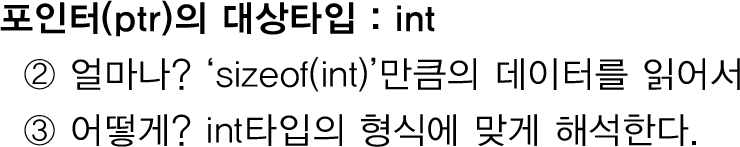 포인터(ptr)의 대상타입 : int
② 얼마나? ‘sizeof(int)’만큼의 데이터를 읽어서
③ 어떻게? int타입의 형식에 맞게 해석한다.